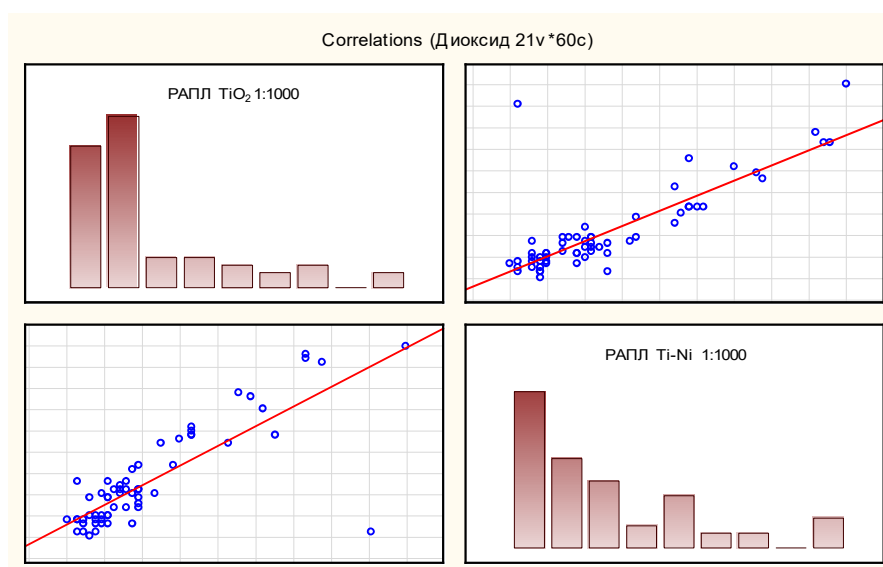 Correlations (Диоксид 21v*60c)
РАПЛ TiO₂ 1:1000
РАПЛ Ti-Ni 1:1000